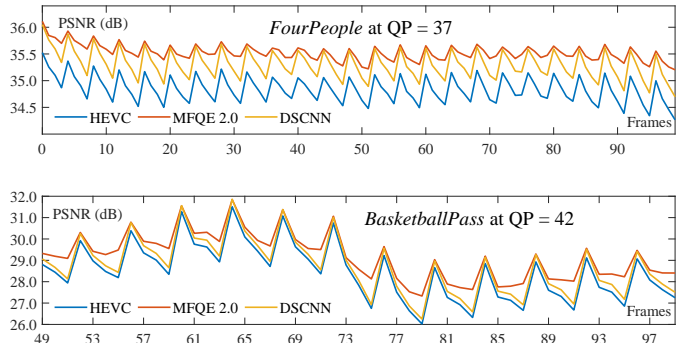 PSNR (dB)
FourPeople at QP = 37
35.5
35.0
34.5
36.0
HEVC MFQE 2.0 DSCNN
Frames
0 10 20 30 40 50 60 70 80 90
32.0
31.0
30.0
29.0
28.0
27.0
26.0
PSNR (dB)
BasketballPass at QP = 42
HEVC MFQE 2.0 DSCNN
Frames
49 53 57 61 65 69 73 77 81 85 89 93 97